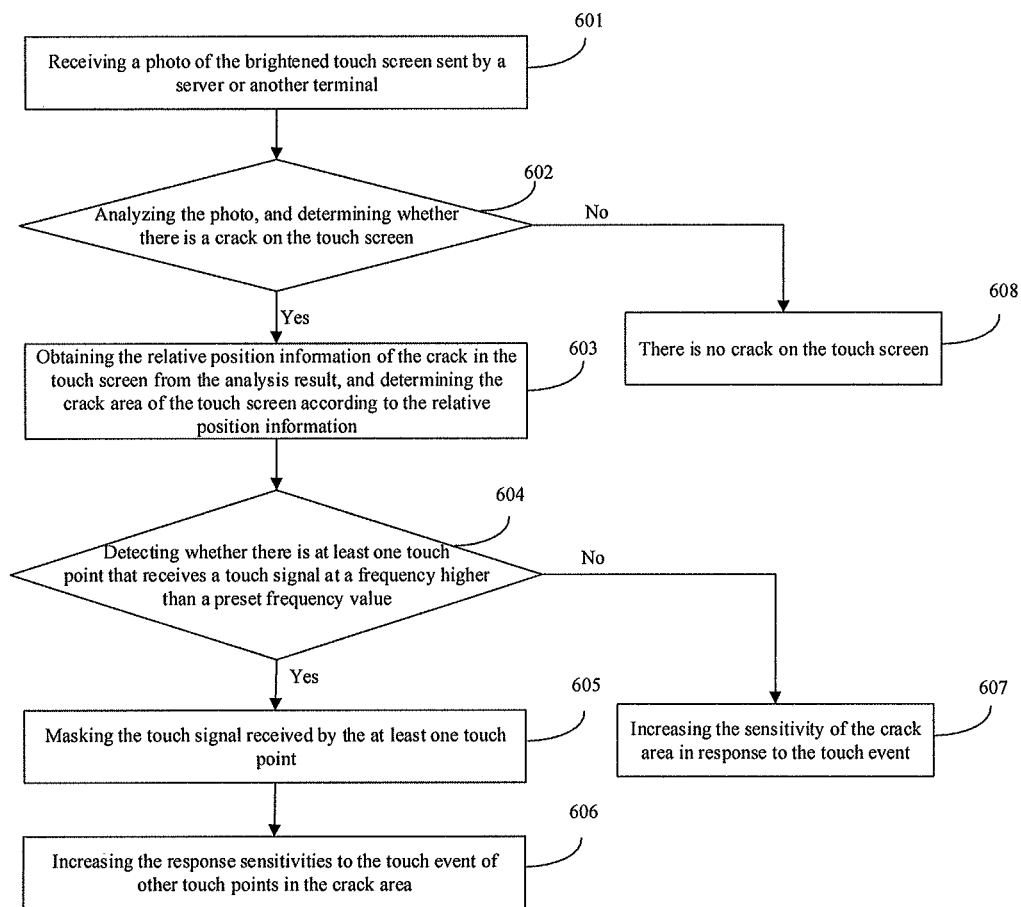 601
Receiving a photo of the brightened touch screen sent by a
server or another terminal
602
Analyzing the photo, and determining whether
there is a crack on the touch screen
No
Yes
608
There is no crack on the touch screen
603
Obtaining the relative position information of the crack in the
touch screen from the analysis result, and determining the
crack area of the touch screen according to the relative
position information
604
Detecting whether there is at least one touch
point that receives a touch signal at a frequency higher
than a preset frequency value
No
Yes
605
Masking the touch signal received by the at least one touch
point
607
Increasing the sensitivity of the crack
area in response to the touch event
606
Increasing the response sensitivities to the touch event of
other touch points in the crack area